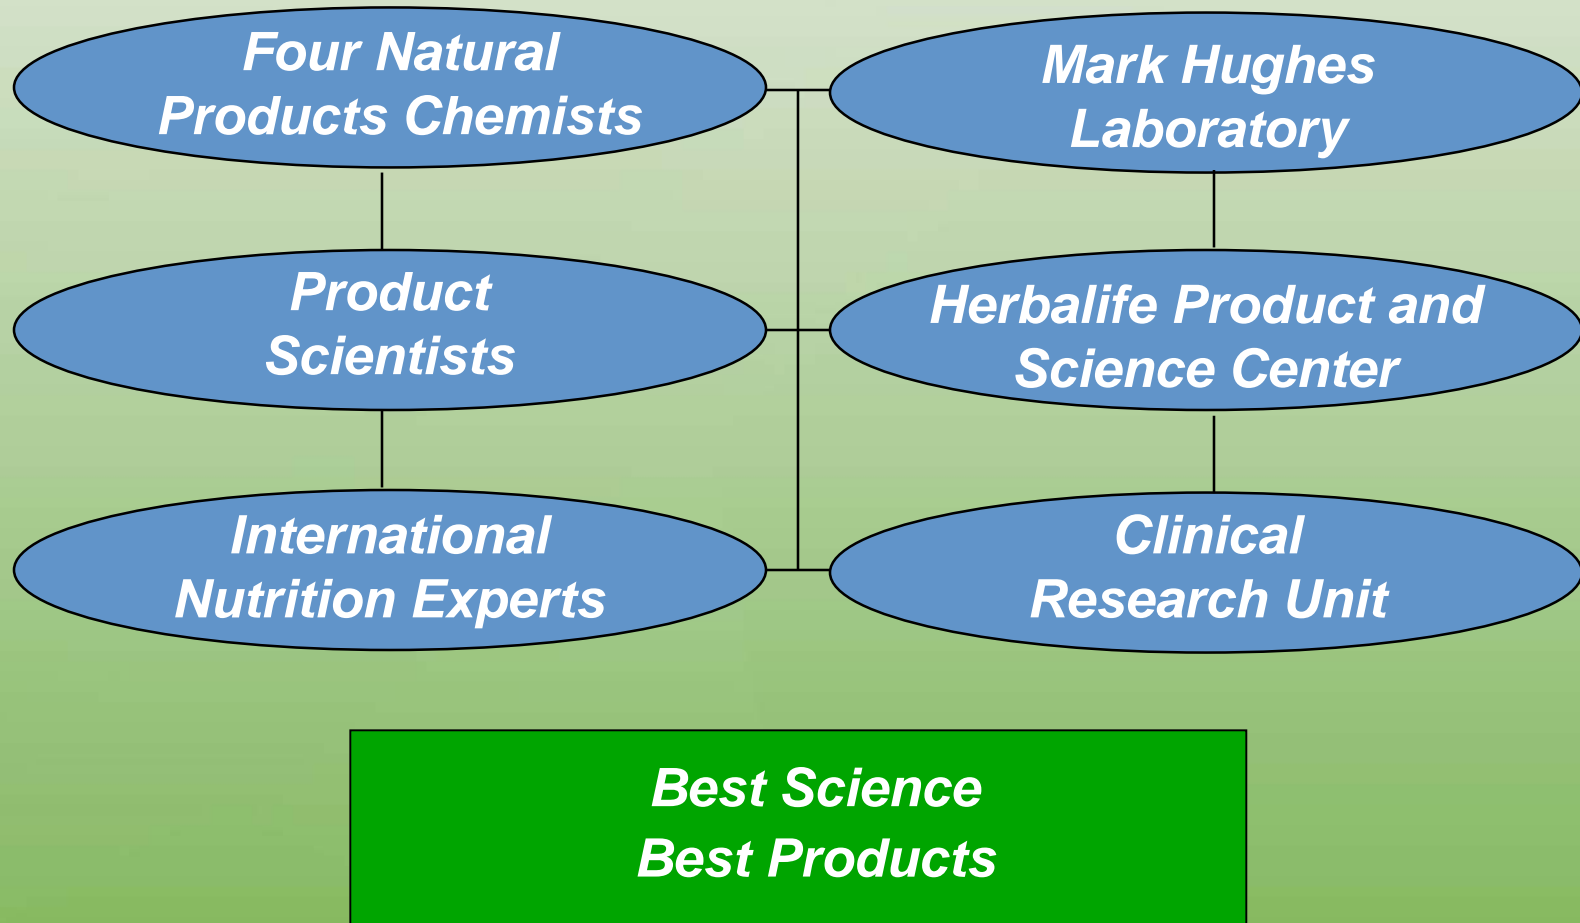 Four Natural
Products Chemists
Mark Hughes
Laboratory
Product
Scientists
Herbalife Product and
Science Center
International
Nutrition Experts
Clinical
Research Unit
Best Science
Best Products